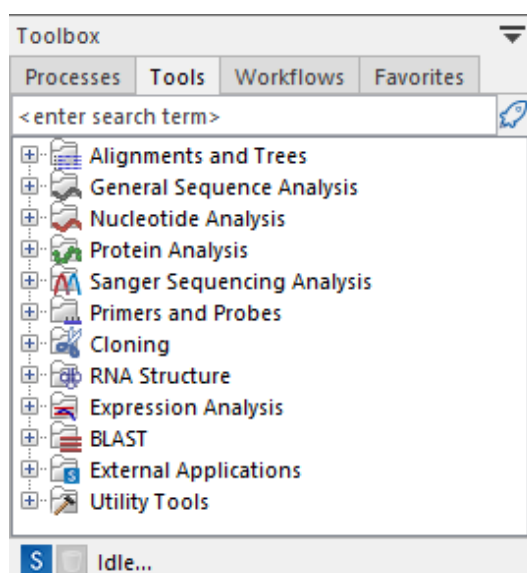 Toolbox
Processes Tools Workflows Favorites
<enter search term>
Alignments and Trees
General Sequence Analysis
Nucleotide Analysis
Protein Analysis
Sanger Sequencing Analysis
Primers and Probes
Cloning
RNA Structure
Expression Analysis
BLAST
External Applications
Utility Tools
S Idle...